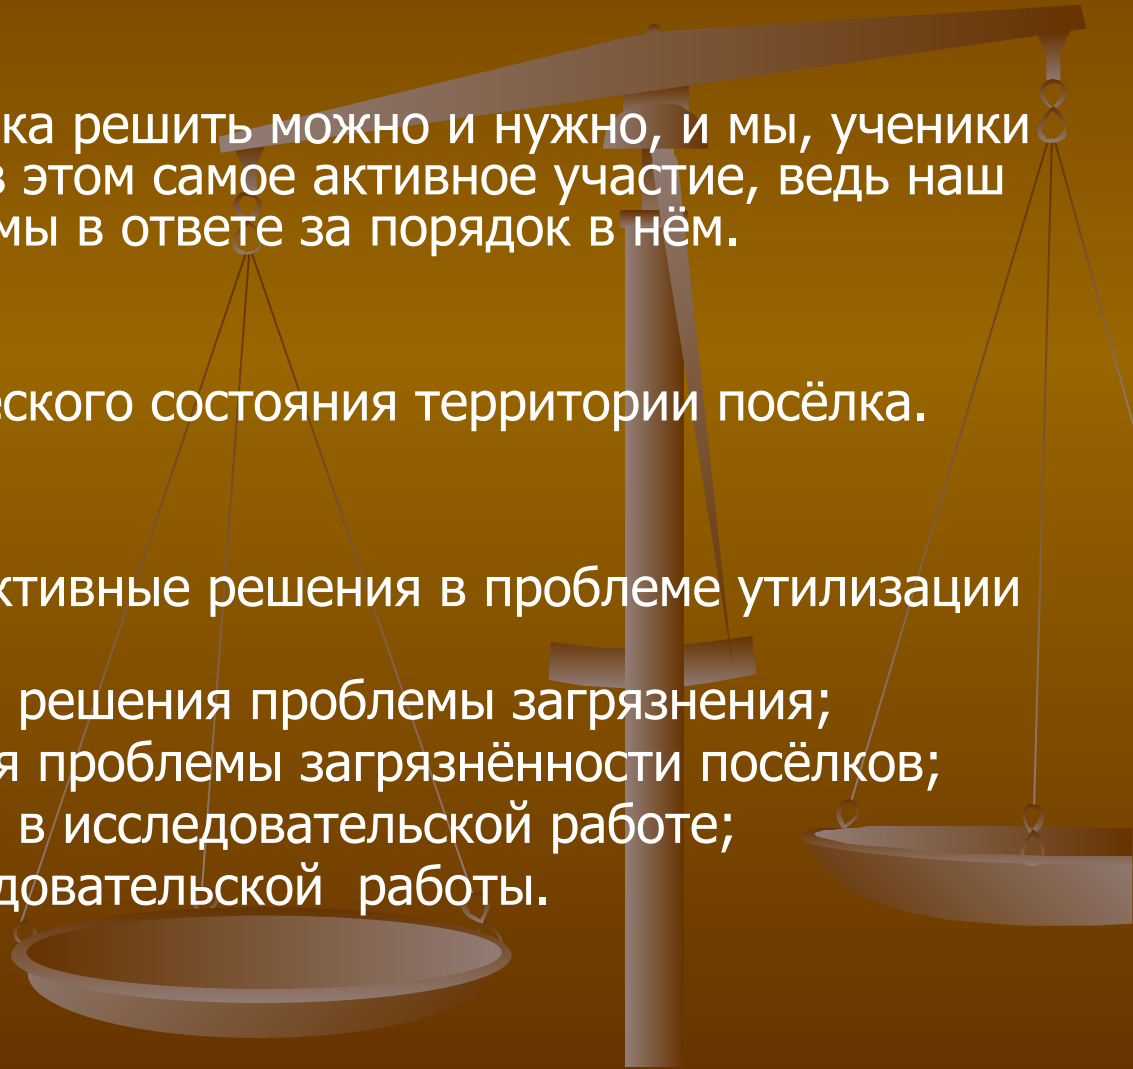 ка решить можно и нужно, и мы, ученики
в этом самое активное участие, ведь наш
мы в ответе за порядок в нём.
еского состояния территории посёлка.
ктивные решения в проблеме утилизации
решения проблемы загрязнения;
я проблемы загрязнённости посёлков;
в исследовательской работе;
довательской работы.